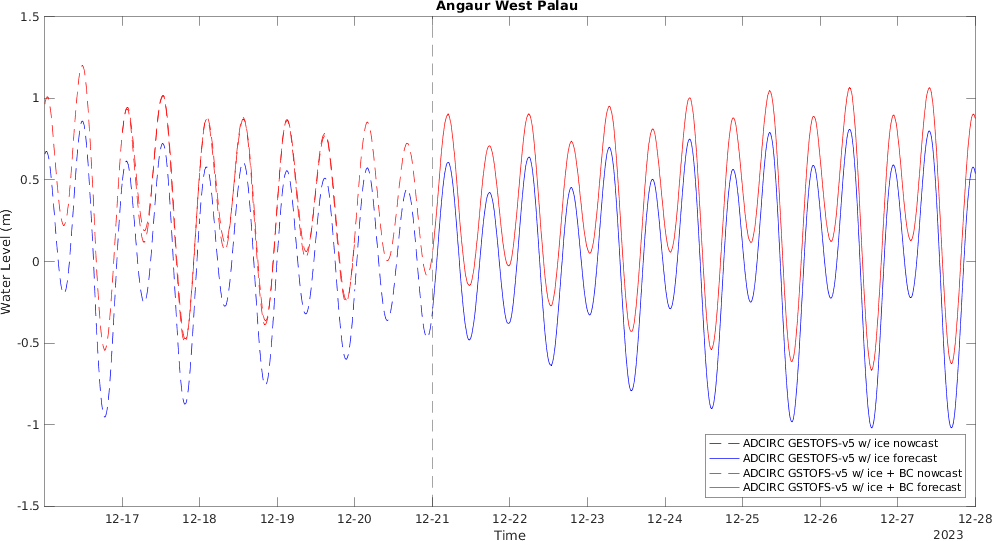 Angaur West Palau
1.5
1
0.5
0
-0.5
-1
-1.5
Water Level (m)
12-17 12-18 12-19 12-20 12-21 12-22 12-23 12-24 12-25 12-26 12-27 12-28
Time
2023
ADCIRC GESTOFS-v5 w/ ice nowcast
ADCIRC GESTOFS-v5 w/ ice forecast
ADCIRC GSTOFS-v5 w/ ice + BC nowcast
ADCIRC GSTOFS-v5 w/ ice + BC forecast